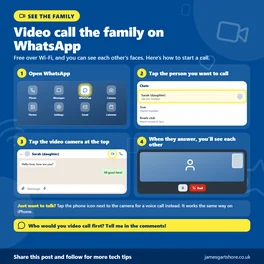 SEE THE FAMILY
Video call the family on
WhatsApp
Free over Wi-Fi, and you can see each other's faces. Here's how to start a call.
1 Open WhatsApp
2 Tap the person you want to call
Chats
Sarah (daughter)
3 Tap the video camera at the top
Sarah (daughter)
4 When they answer, you'll see each
other
End
Just want to talk? Tap the phone icon next to the camera for a voice call instead. It works the same way on
iPhone.
Who would you video call first? Tell me in the comments!
Share this post and follow for more tech tips
jamesgartshore.co.uk